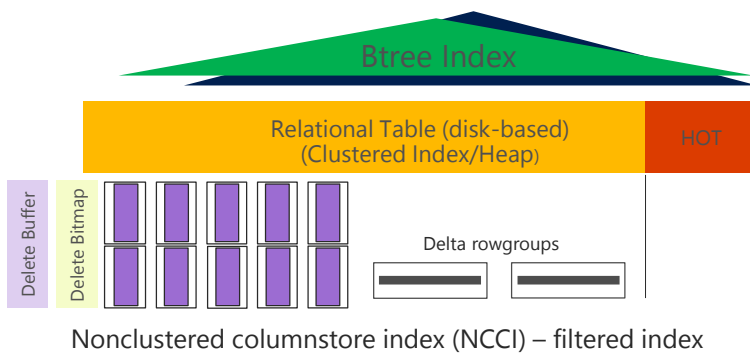 Btree Index
Relational Table (disk-based)
(Clustered Index/Heap)
HOT
Delete Buffer
Delete Bitmap
Delta rowgroups
Nonclustered columnstore index (NCCI) – filtered index